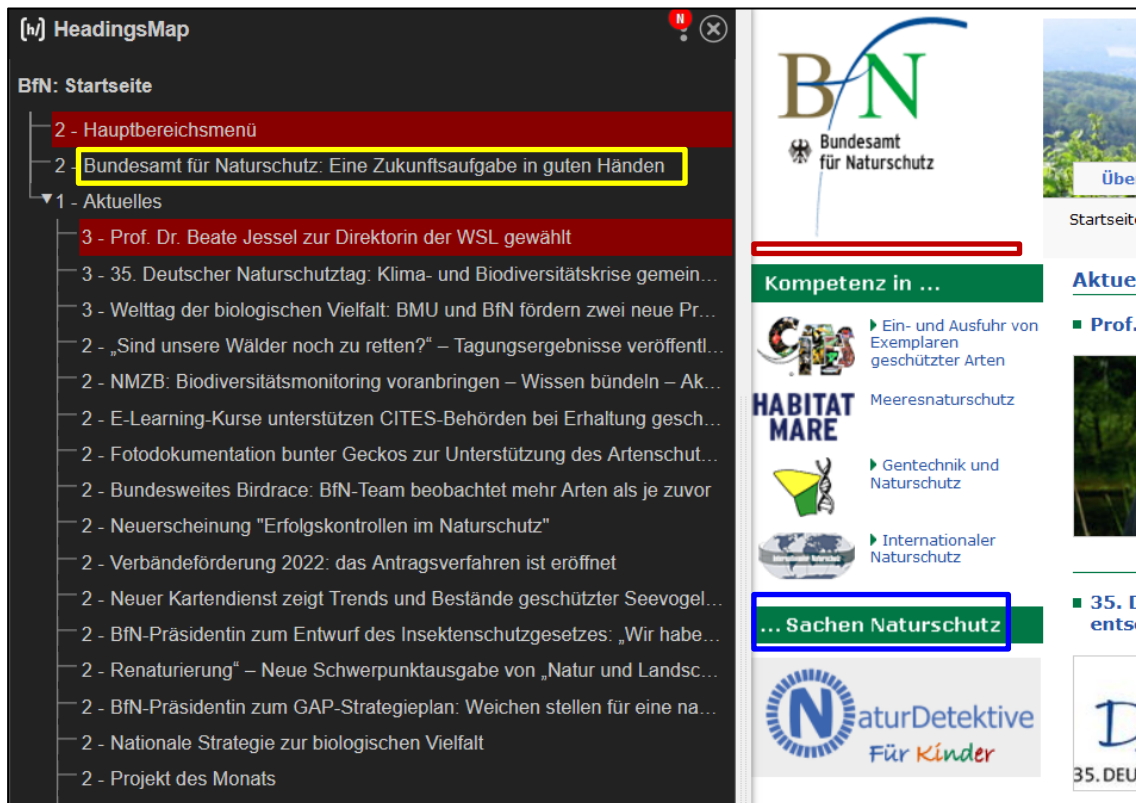 [h/] HeadingsMap
N
BfN: Startseite
2 - Hauptbereichsmenü
2 - Bundesamt für Naturschutz: Eine Zukunftsaufgabe in guten Händen
1 - Aktuelles
3 - Prof. Dr. Beate Jessel zur Direktorin der WSL gewählt
3 - 35. Deutscher Naturschutztag: Klima- und Biodiversitätskrise gemein…
3 - Welttag der biologischen Vielfalt: BMU und BfN fördern zwei neue Pr…
2 - „Sind unsere Wälder noch zu retten?“ – Tagungsergebnisse veröffentl…
2 - NMZB: Biodiversitätsmonitoring voranbringen – Wissen bündeln – Ak…
2 - E-Learning-Kurse unterstützen CITES-Behörden bei Erhaltung gesch…
2 - Fotodokumentation bunter Geckos zur Unterstützung des Artenschut…
2 - Bundesweites Birdrace: BfN-Team beobachtet mehr Arten als je zuvor
2 - Neuerscheinung "Erfolgskontrollen im Naturschutz"
2 - Verbändeförderung 2022: das Antragsverfahren ist eröffnet
2 - Neuer Kartendienst zeigt Trends und Bestände geschützter Seevogel…
2 - BfN-Präsidentin zum Entwurf des Insektenschutzgesetzes: „Wir habe…
2 - Renaturierung“ – Neue Schwerpunktausgabe von „Natur und Landsc…
2 - BfN-Präsidentin zum GAP-Strategieplan: Weichen stellen für eine na…
2 - Nationale Strategie zur biologischen Vielfalt
2 - Projekt des Monats
BfN
Bundesamt
für Naturschutz
Über
Startseite
Kompetenz in ...
CITES
Ein- und Ausfuhr von
Exemplaren
geschützter Arten
HABITAT
MARE
Meeresnaturschutz
Gentechnik und
Naturschutz
Internationaler
Naturschutz
... Sachen Naturschutz
NaturDetektive
Für Kinder
Aktue
Prof.
35. D
entsc
35. DEU